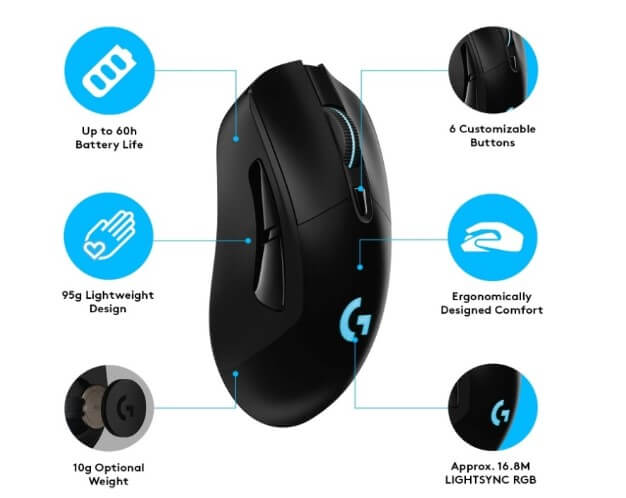 Up to 60h
Battery Life
6 Customizable
Buttons
95g Lightweight
Design
Ergonomically
Designed Comfort
10g Optional
Weight
Approx. 16.8M
LIGHTSYNC RGB